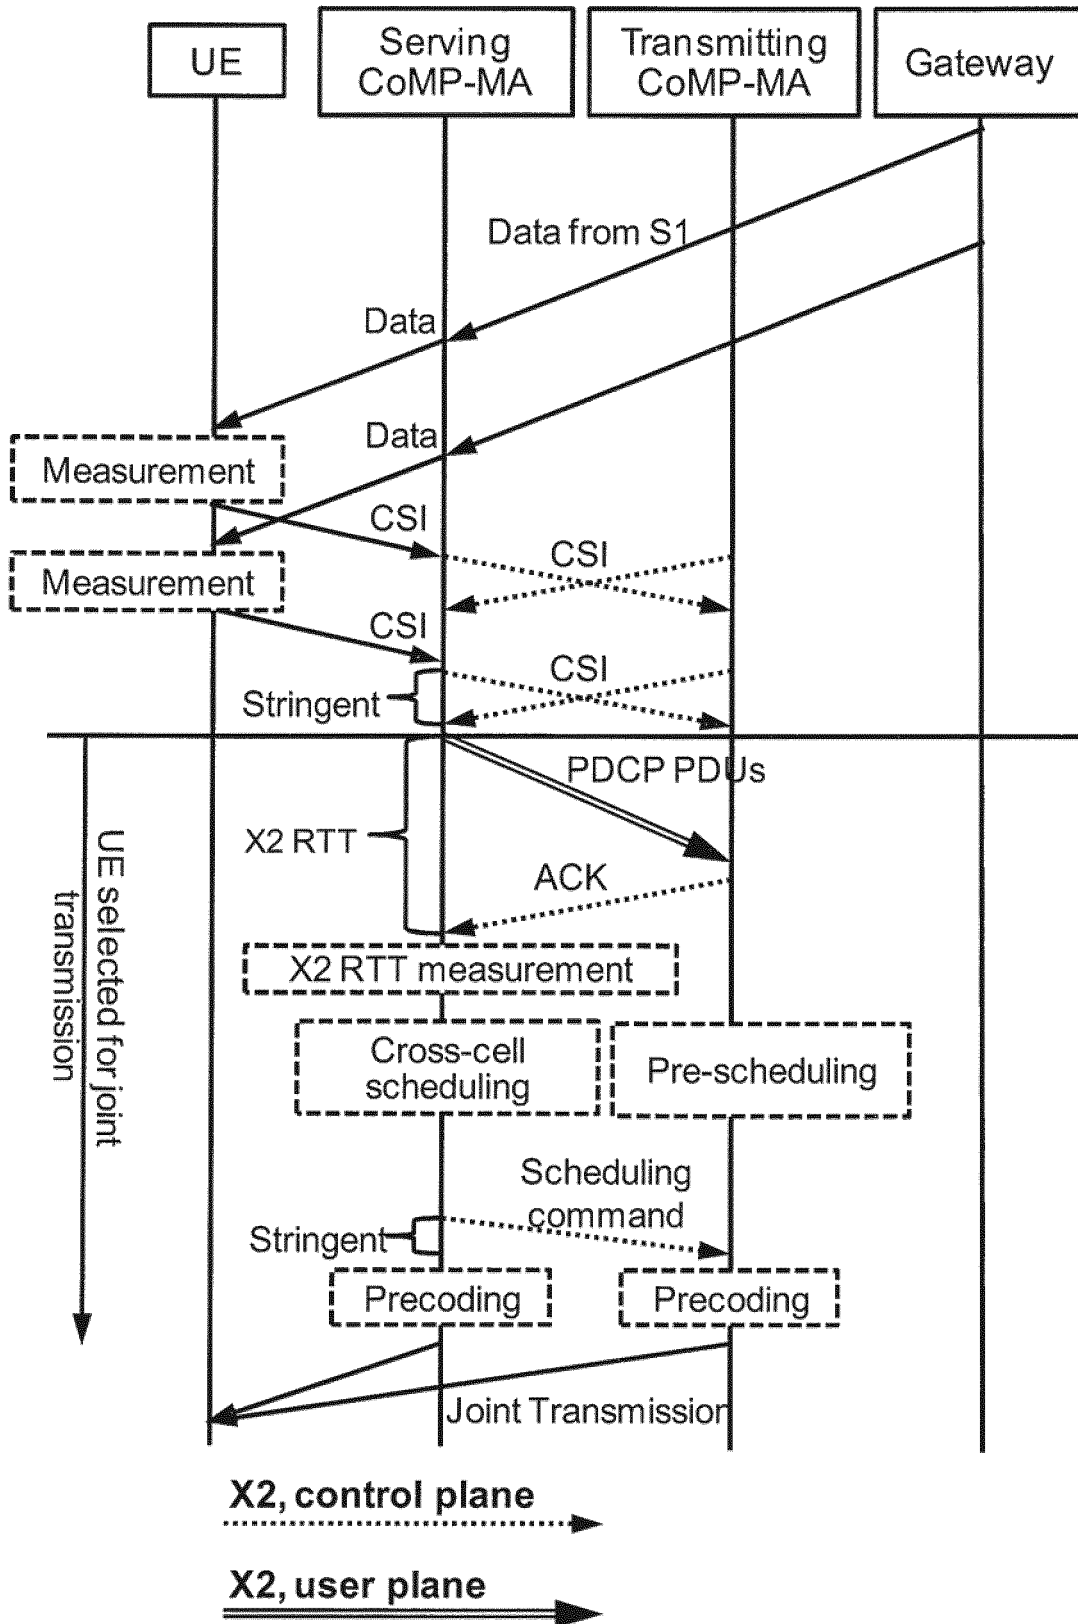 UE
Serving
CoMP-MA
Transmitting
CoMP-MA
Gateway
Data from S1
Data
Data
Measurement
CSI
CSI
Measurement
CSI
CSI
Stringent
PDCP PDUs
X2 RTT
ACK
UE selected for joint
transmission
X2 RTT measurement
Cross-cell
scheduling
Pre-scheduling
Scheduling
command
Stringent
Precoding
Precoding
Joint Transmission
X2, control plane
X2, user plane